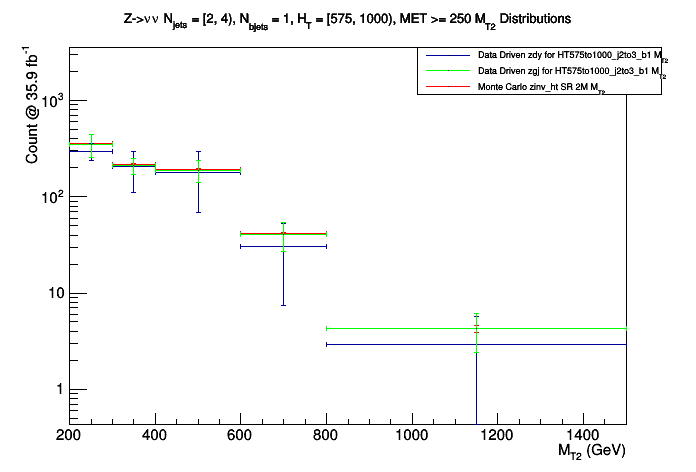 Z->νν N_jets = [2, 4), N_bjets = 1, H_T = [575, 1000), MET >= 250 M_T2 Distributions
Data Driven zdy for HT575to1000_j2to3_b1 M_T2
Data Driven zgj for HT575to1000_j2to3_b1 M_T2
Monte Carlo zinv_ht SR 2M M_T2
Count @ 35.9 fb^-1
10^3
10^2
10
1
200 400 600 800 1000 1200 1400
M_T2 (GeV)